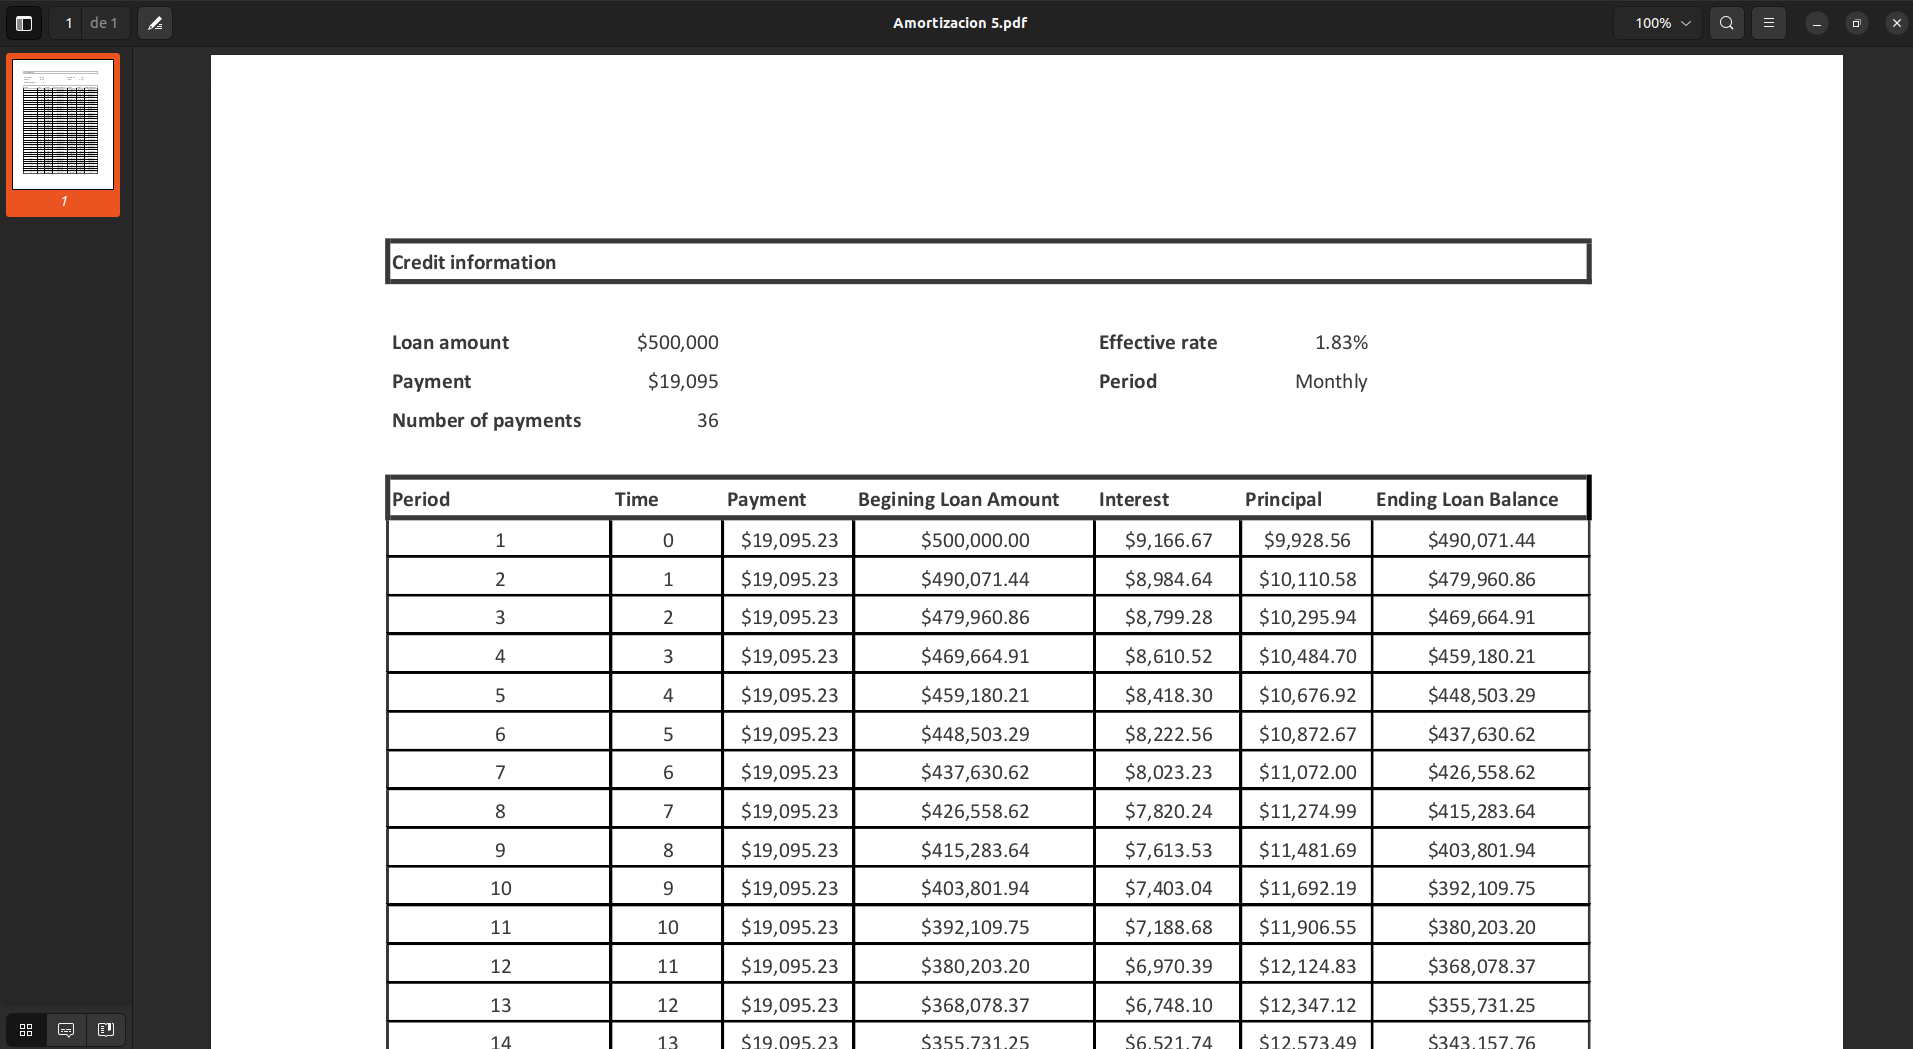 1 de 1 Amortizacion 5.pdf 100%
1
Credit information
Loan amount $500,000 Effective rate 1.83%
Payment $19,095 Period Monthly
Number of payments 36
Period Time Payment Begining Loan Amount Interest Principal Ending Loan Balance
1 0 $19,095.23 $500,000.00 $9,166.67 $9,928.56 $490,071.44
2 1 $19,095.23 $490,071.44 $8,984.64 $10,110.58 $479,960.86
3 2 $19,095.23 $479,960.86 $8,799.28 $10,295.94 $469,664.91
4 3 $19,095.23 $469,664.91 $8,610.52 $10,484.70 $459,180.21
5 4 $19,095.23 $459,180.21 $8,418.30 $10,676.92 $448,503.29
6 5 $19,095.23 $448,503.29 $8,222.56 $10,872.67 $437,630.62
7 6 $19,095.23 $437,630.62 $8,023.23 $11,072.00 $426,558.62
8 7 $19,095.23 $426,558.62 $7,820.24 $11,274.99 $415,283.64
9 8 $19,095.23 $415,283.64 $7,613.53 $11,481.69 $403,801.94
10 9 $19,095.23 $403,801.94 $7,403.04 $11,692.19 $392,109.75
11 10 $19,095.23 $392,109.75 $7,188.68 $11,906.55 $380,203.20
12 11 $19,095.23 $380,203.20 $6,970.39 $12,124.83 $368,078.37
13 12 $19,095.23 $368,078.37 $6,748.10 $12,347.12 $355,731.25
14 13 $19,095.23 $355,731.25 $6,521.74 $12,573.49 $343,157.76